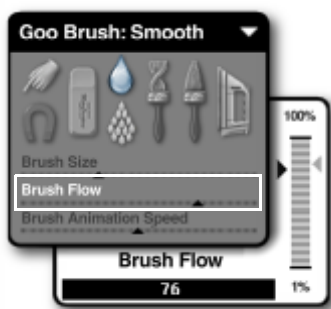 Goo Brush: Smooth
Brush Size
Brush Flow
Brush Animation Speed
100%
Brush Flow
76
1%